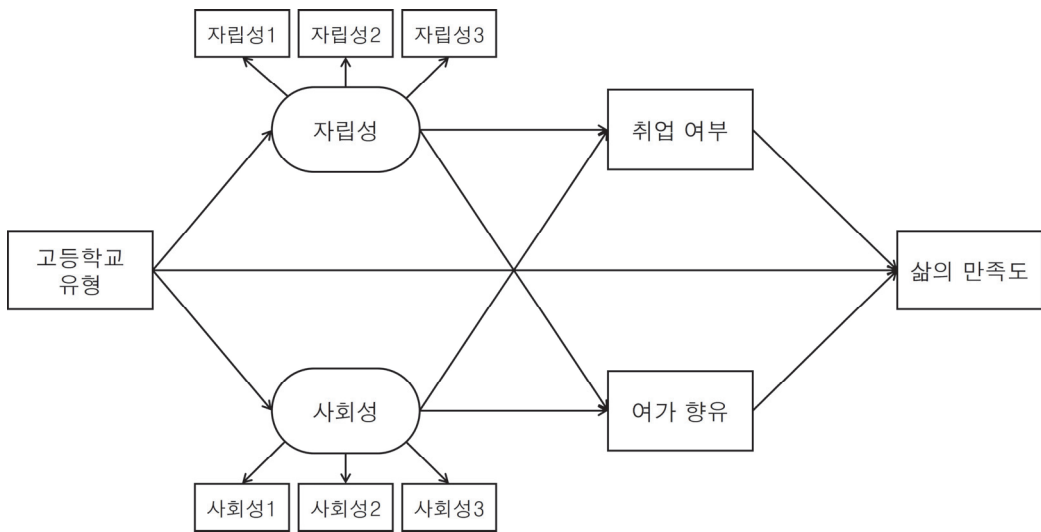 자립성1
자립성2
자립성3
자립성
취업 여부
고등학교
유형
삶의 만족도
사회성
여가 향유
사회성1
사회성2
사회성3